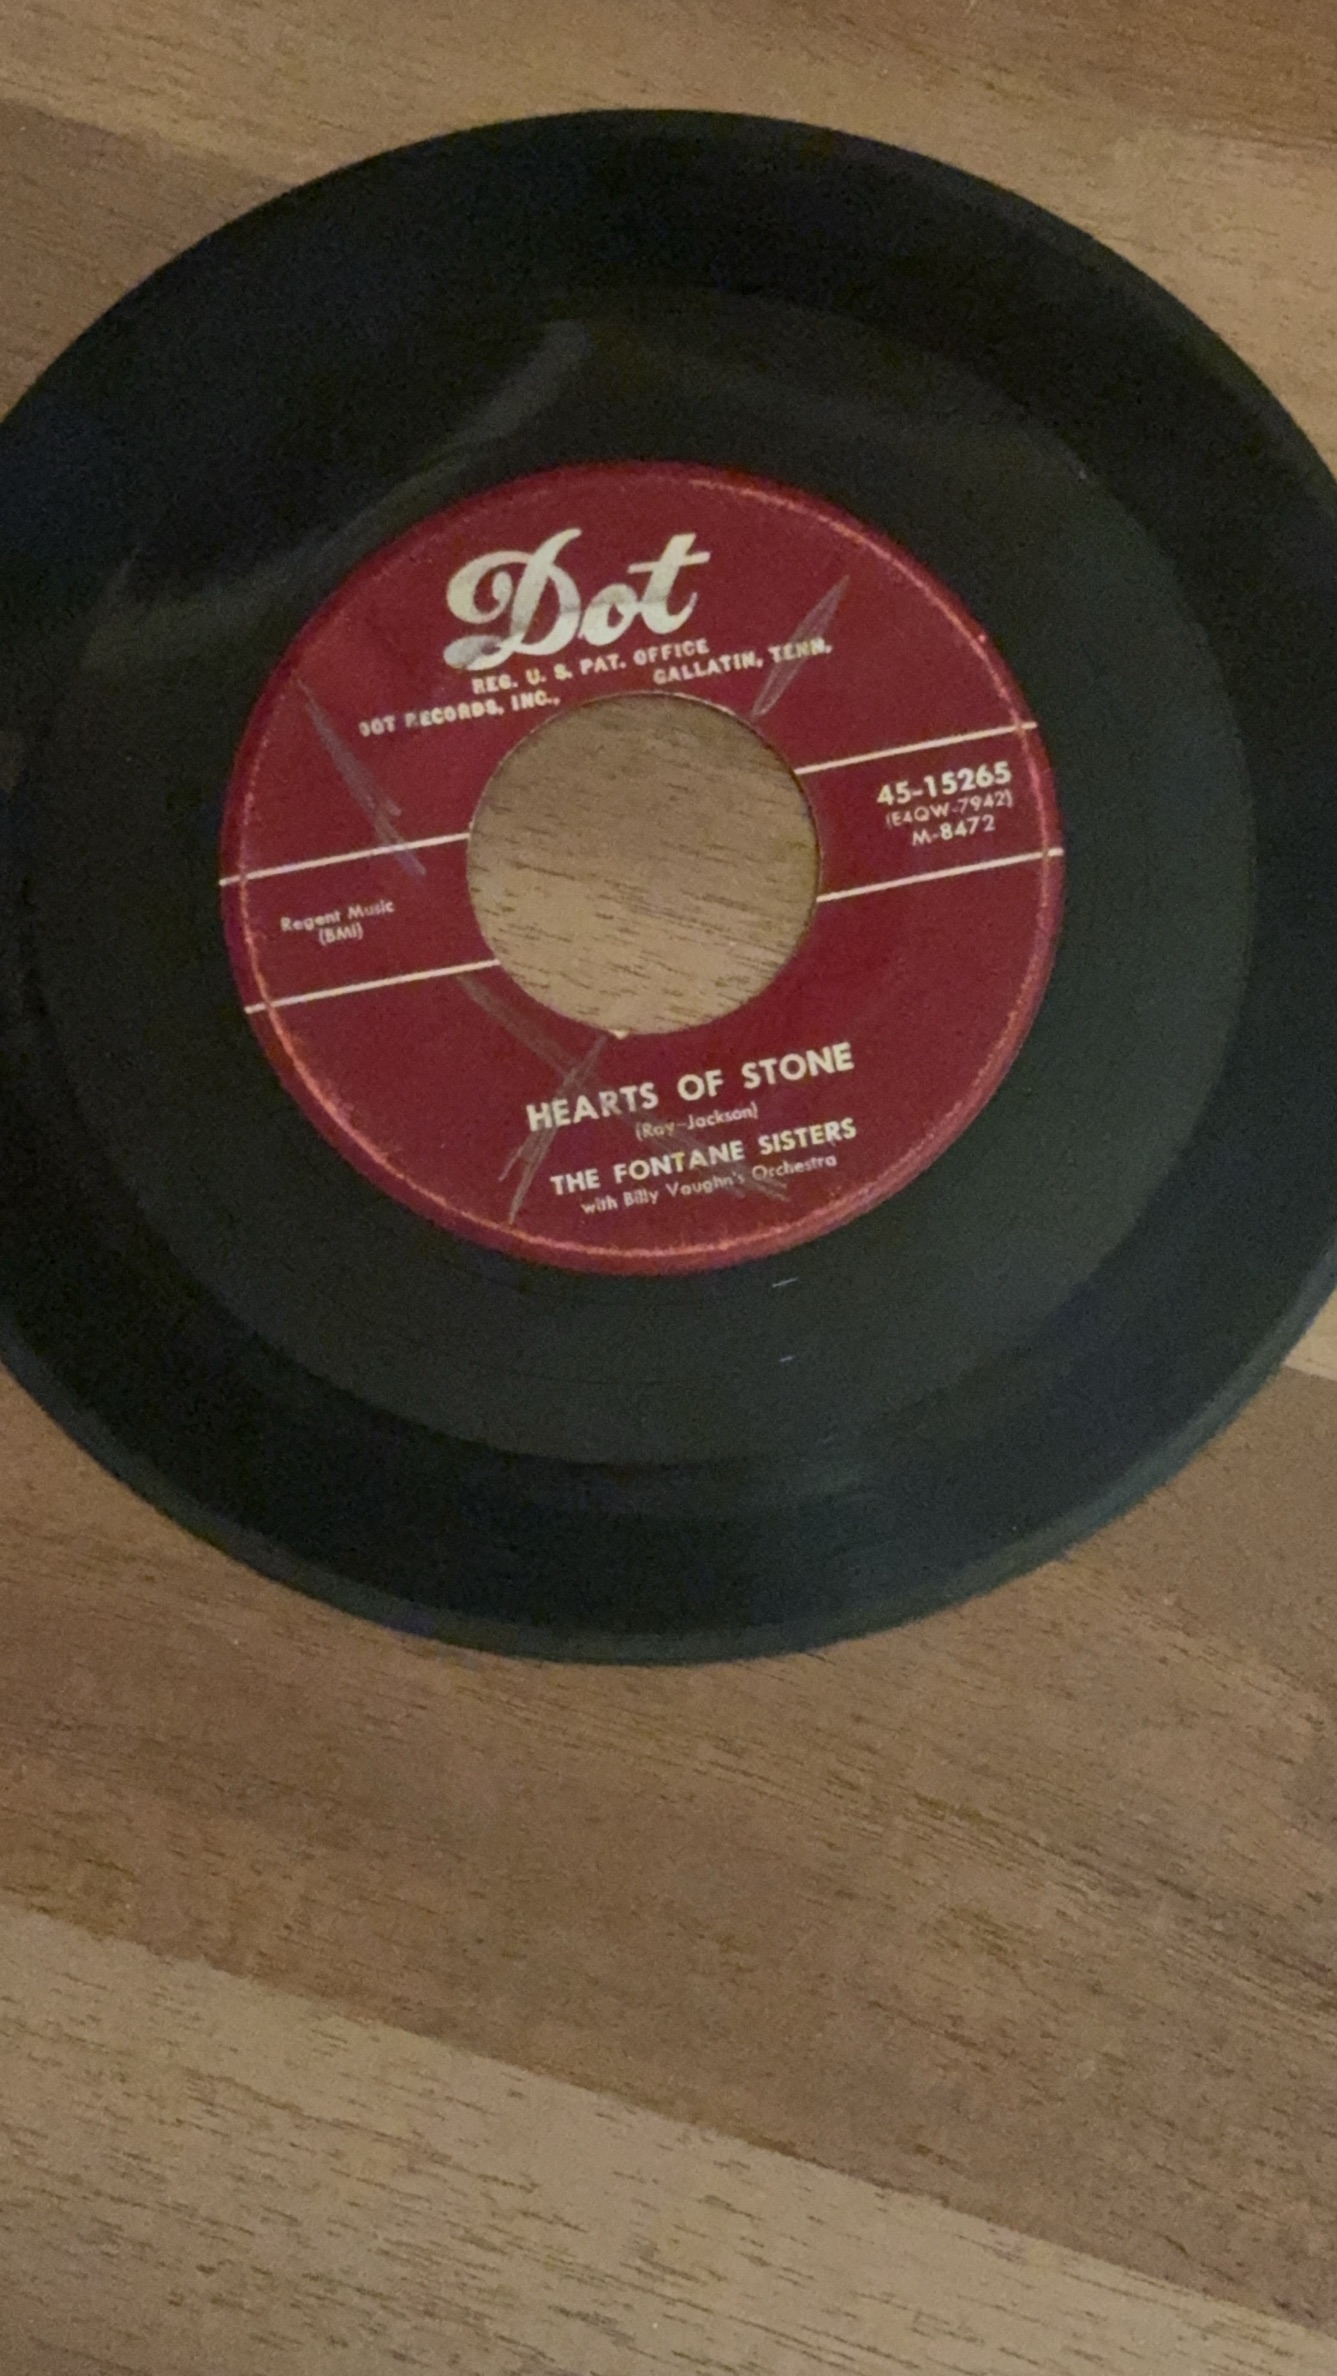 Dot
REG. U. S. PAT. OFFICE
DOT RECORDS, INC., GALLATIN, TENN.
45-15265
(E4QW-7942)
M-8472
Regent Music
(BMI)
HEARTS OF STONE
(Ray-Jackson)
THE FONTANE SISTERS
with Billy Vaughn's Orchestra